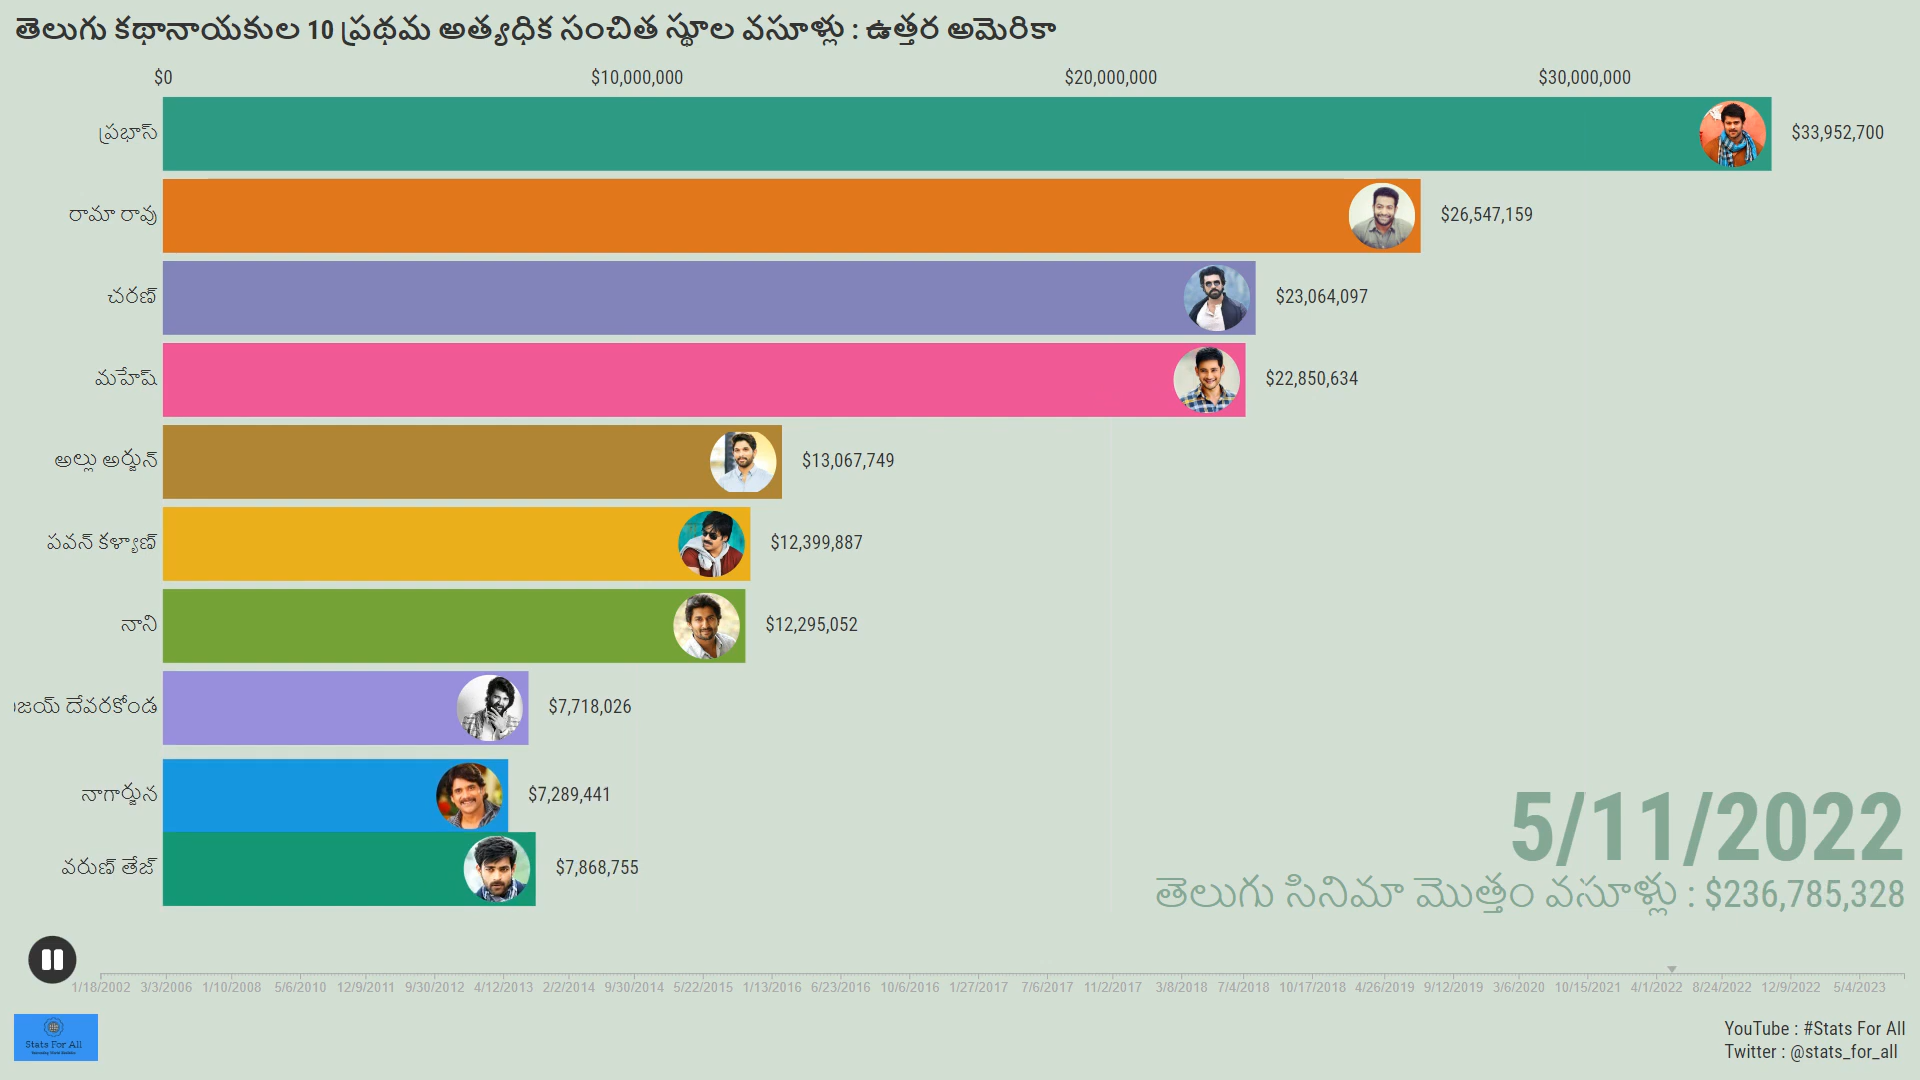 తెలుగు కథానాయకుల 10 ప్రథమ అత్యధిక సంచిత స్థూల వసూళ్లు : ఉత్తర అమెరికా
$0 $10,000,000 $20,000,000 $30,000,000
ప్రభాస్ $33,952,700
రామా రావు $26,547,159
చరణ్ $23,064,097
మహేష్ $22,850,634
అల్లు అర్జున్ $13,067,749
పవన్ కళ్యాణ్ $12,399,887
నాని $12,295,052
దేవరకోండ $7,718,026
నాగార్జున $7,289,441
వరుణ్ తేజ్ $7,868,755
5/11/2022
తెలుగు సినిమా మొత్తం వసూళ్లు : $236,785,328
1/18/2002 3/3/2006 1/10/2008 5/6/2010 12/9/2011 9/30/2012 4/12/2013 2/2/2014 9/30/2014 5/22/2015 1/13/2016 6/23/2016 10/6/2016 1/27/2017 7/6/2017 11/2/2017 3/8/2018 7/4/2018 10/17/2018 4/26/2019 9/12/2019 3/6/2020 10/15/2021 4/1/2022 8/24/2022 12/9/2022 5/4/2023
Stats For All
YouTube : #Stats For All
Twitter : @stats_for_all